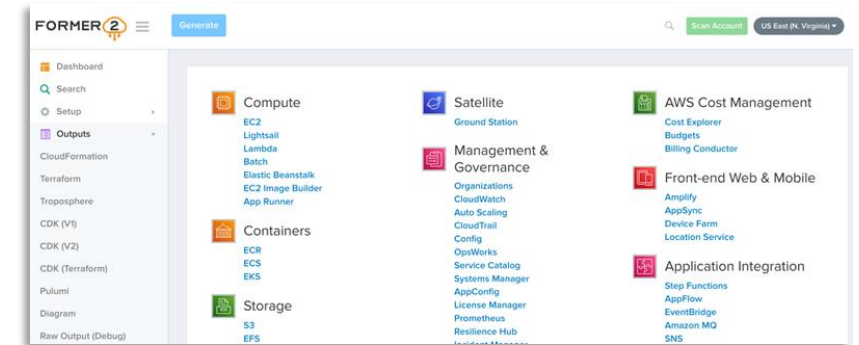 FORMER2
Generate
Scan Account
US East (N. Virginia)
Dashboard
Search
Setup
Outputs
CloudFormation
Terraform
Troposphere
CDK (V1)
CDK (V2)
CDK (Terraform)
Pulumi
Diagram
Raw Output (Debug)
Compute
EC2
Lightsail
Lambda
Batch
Elastic Beanstalk
EC2 Image Builder
App Runner
Containers
ECR
ECS
EKS
Storage
S3
EFS
Satellite
Ground Station
Management &
Governance
Organizations
CloudWatch
Auto Scaling
CloudTrail
Config
OpsWorks
Service Catalog
Systems Manager
AppConfig
License Manager
Prometheus
Resilience Hub
Incident Manager
AWS Cost Management
Cost Explorer
Budgets
Billing Conductor
Front-end Web & Mobile
Amplify
AppSync
Device Farm
Location Service
Application Integration
Step Functions
AppFlow
EventBridge
Amazon MQ
SNS